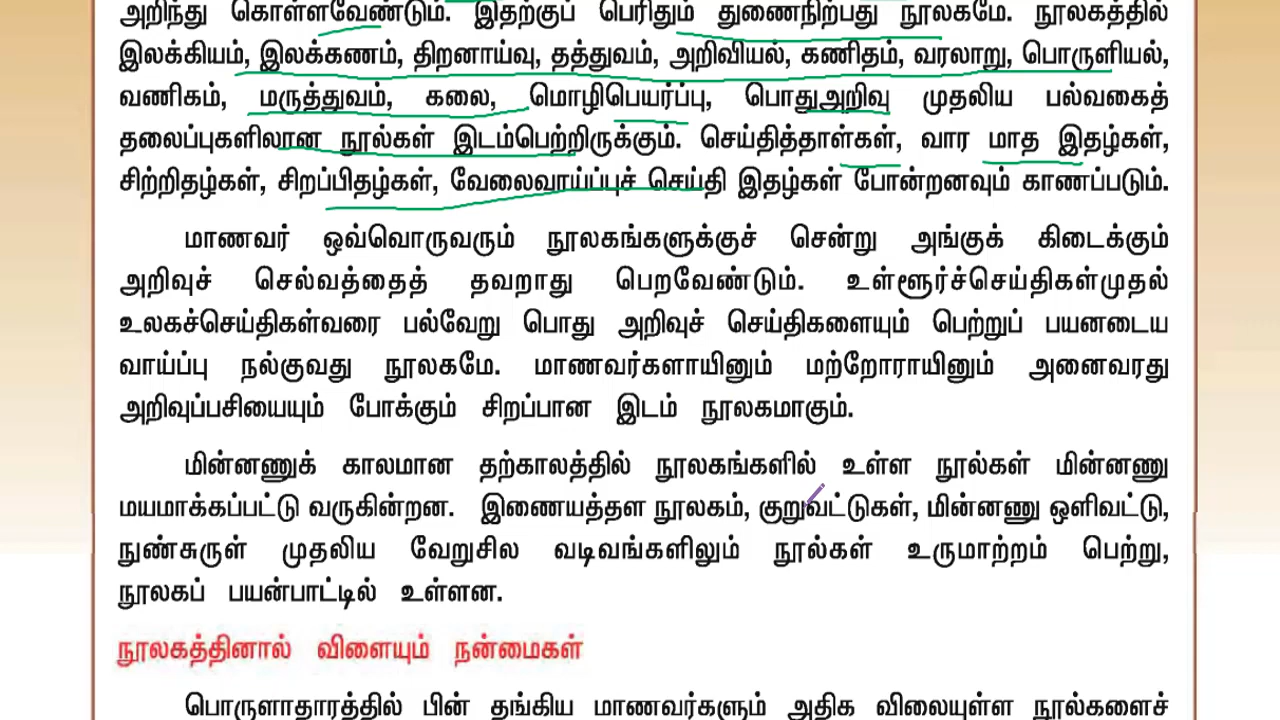 அறிந்து கொள்ளவேண்டும். இதற்குப் பெரிதும் துணைநிற்பது நூலகமே. நூலகத்தில்
இலக்கியம், இலக்கணம், திறனாய்வு, தத்துவம், அறிவியல், கணிதம், வரலாறு, பொருளியல்,
வணிகம், மருத்துவம், கலை, மொழிபெயர்ப்பு, பொதுஅறிவு முதலிய பல்வகைத்
தலைப்புகளிலான நூல்கள் இடம்பெற்றிருக்கும். செய்தித்தாள்கள், வார மாத இதழ்கள்,
சிற்றிதழ்கள், சிறப்பிதழ்கள், வேலைவாய்ப்புச் செய்தி இதழ்கள் போன்றனவும் காணப்படும்.
மாணவர் ஒவ்வொருவரும் நூலகங்களுக்குச் சென்று அங்குக் கிடைக்கும்
அறிவுச் செல்வத்தைத் தவறாது பெறவேண்டும். உள்ளூர்ச்செய்திகள்முதல்
உலகச்செய்திகள்வரை பல்வேறு பொது அறிவுச் செய்திகளையும் பெற்றுப் பயனடைய
வாய்ப்பு நல்குவது நூலகமே. மாணவர்களாயினும் மற்றோராயினும் அனைவரது
அறிவுப்பசியையும் போக்கும் சிறப்பான இடம் நூலகமாகும்.
மின்னணுக் காலமான தற்காலத்தில் நூலகங்களில் உள்ள நூல்கள் மின்னணு
மயமாக்கப்பட்டு வருகின்றன. இணையத்தள நூலகம், குறுவட்டுகள், மின்னணு ஒளிவட்டு,
நுண்சுருள் முதலிய வேறுசில வடிவங்களிலும் நூல்கள் உருமாற்றம் பெற்று,
நூலகப் பயன்பாட்டில் உள்ளன.
நூலகத்தினால் விளையும் நன்மைகள்
பொருளாதாரத்தில் பின் தங்கிய மாணவர்களும் அதிக விலையுள்ள நூல்களைச்